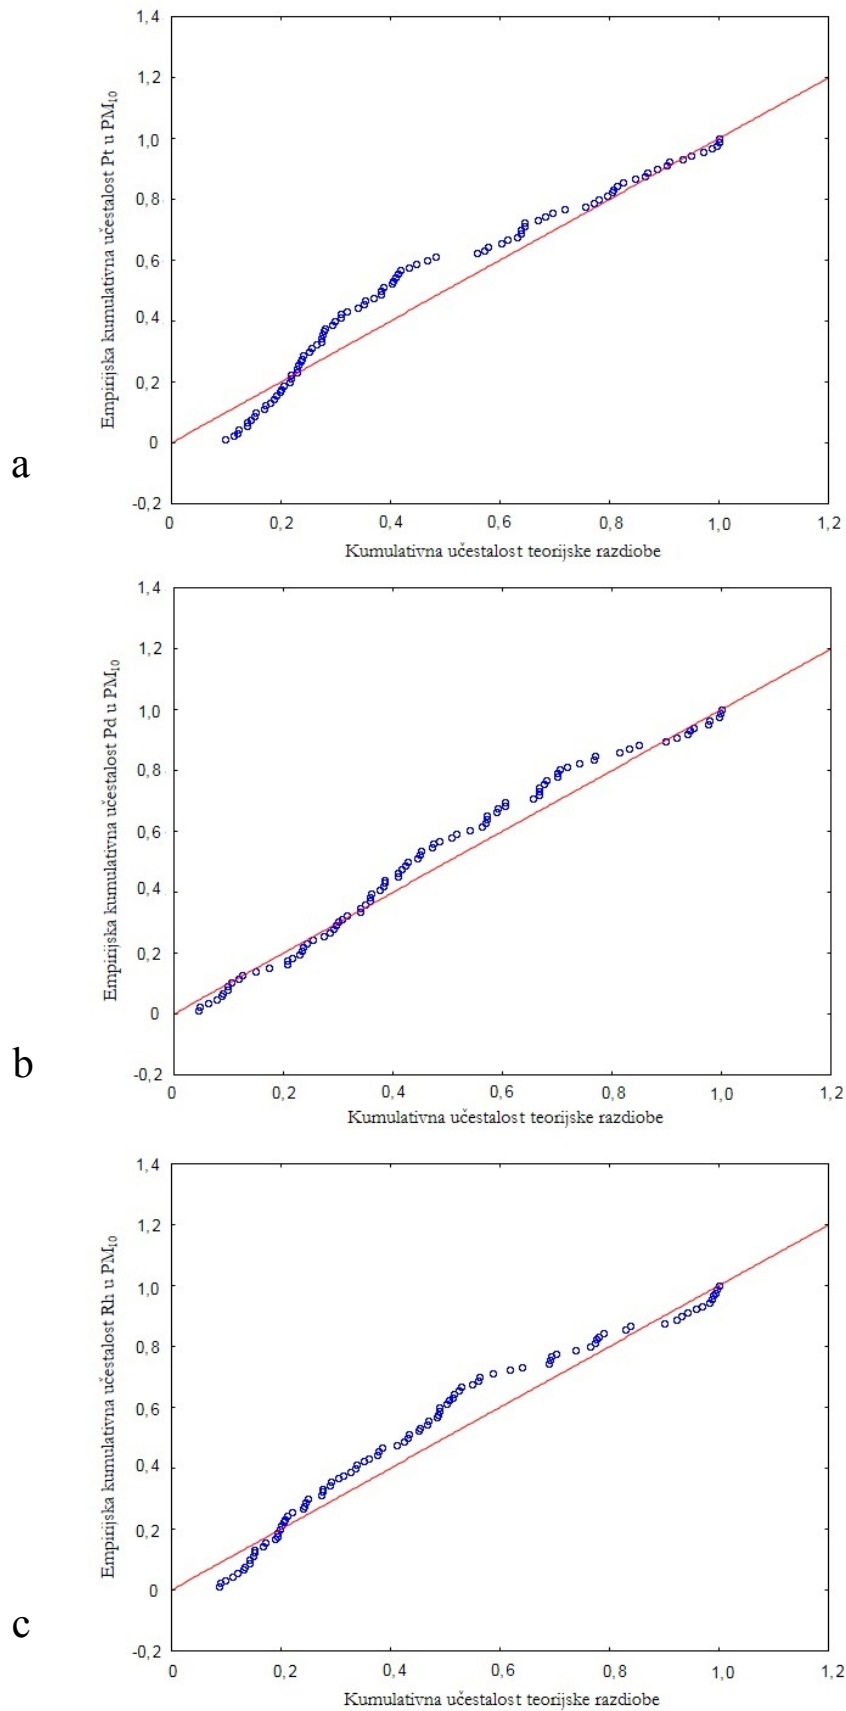 1,4
1,2
1,0
0,8
0,6
0,4
0,2
0
-0,2
Empirijska kumulativna učestalost Pt u PM10
0 0,2 0,4 0,6 0,8 1,0 1,2
Kumulativna učestalost teorijske razdiobe
a
1,4
1,2
1,0
0,8
0,6
0,4
0,2
0
-0,2
Empirijska kumulativna učestalost Pd u PM10
0 0,2 0,4 0,6 0,8 1,0 1,2
Kumulativna učestalost teorijske razdiobe
b
1,4
1,2
1,0
0,8
0,6
0,4
0,2
0
-0,2
Empirijska kumulativna učestalost Rh u PM10
0 0,2 0,4 0,6 0,8 1,0 1,2
Kumulativna učestalost teorijske razdiobe
c